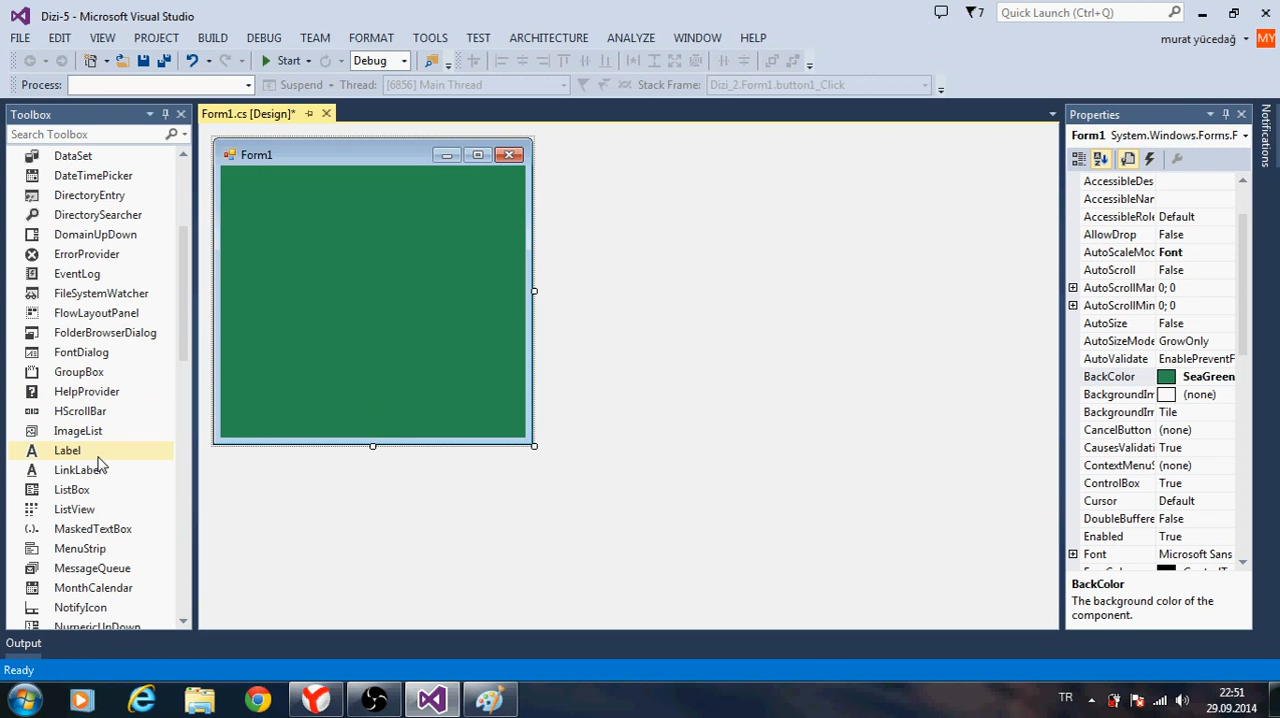 Dizi-5 - Microsoft Visual Studio
7
Quick Launch (Ctrl+Q)
FILE EDIT VIEW PROJECT BUILD DEBUG TEAM FORMAT TOOLS TEST ARCHITECTURE ANALYZE WINDOW HELP
murat yücedağ
MY
Start
Debug
Process:
Suspend
Thread:
[6856] Main Thread
Stack Frame:
Dizi_2.Form1.button1_Click
Toolbox
Search Toolbox
DataSet
DateTimePicker
DirectoryEntry
DirectorySearcher
DomainUpDown
ErrorProvider
EventLog
FileSystemWatcher
FlowLayoutPanel
FolderBrowserDialog
FontDialog
GroupBox
HelpProvider
HScrollBar
ImageList
Label
LinkLabel
ListBox
ListView
MaskedTextBox
MenuStrip
MessageQueue
MonthCalendar
NotifyIcon
NumericUpDown
Form1.cs [Design]*
Form1
Properties
Form1 System.Windows.Forms.F
AccessibleDes
AccessibleNar
AccessibleRole Default
AllowDrop False
AutoScaleMod Font
AutoScroll False
AutoScrollMar 0; 0
AutoScrollMin 0; 0
AutoSize False
AutoSizeMode GrowOnly
AutoValidate EnablePreventF
BackColor SeaGreen
BackgroundIm (none)
BackgroundIm Tile
CancelButton (none)
CausesValidati True
ContextMenuS (none)
ControlBox True
Cursor Default
DoubleBuffere False
Enabled True
Font Microsoft Sans
BackColor
The background color of the
component.
Notifications
Output
Ready
TR
22:51
29.09.2014